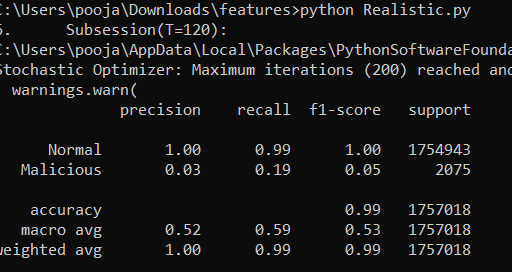 C:\Users\pooja\Downloads\features>python Realistic.py
6. Subsession(T=120):
C:\Users\pooja\AppData\Local\Packages\PythonSoftwareFounda
Stochastic Optimizer: Maximum iterations (200) reached and
warnings.warn(
precision recall f1-score support
Normal 1.00 0.99 1.00 1754943
Malicious 0.03 0.19 0.05 2075
accuracy 0.99 1757018
macro avg 0.52 0.59 0.53 1757018
weighted avg 1.00 0.99 0.99 1757018